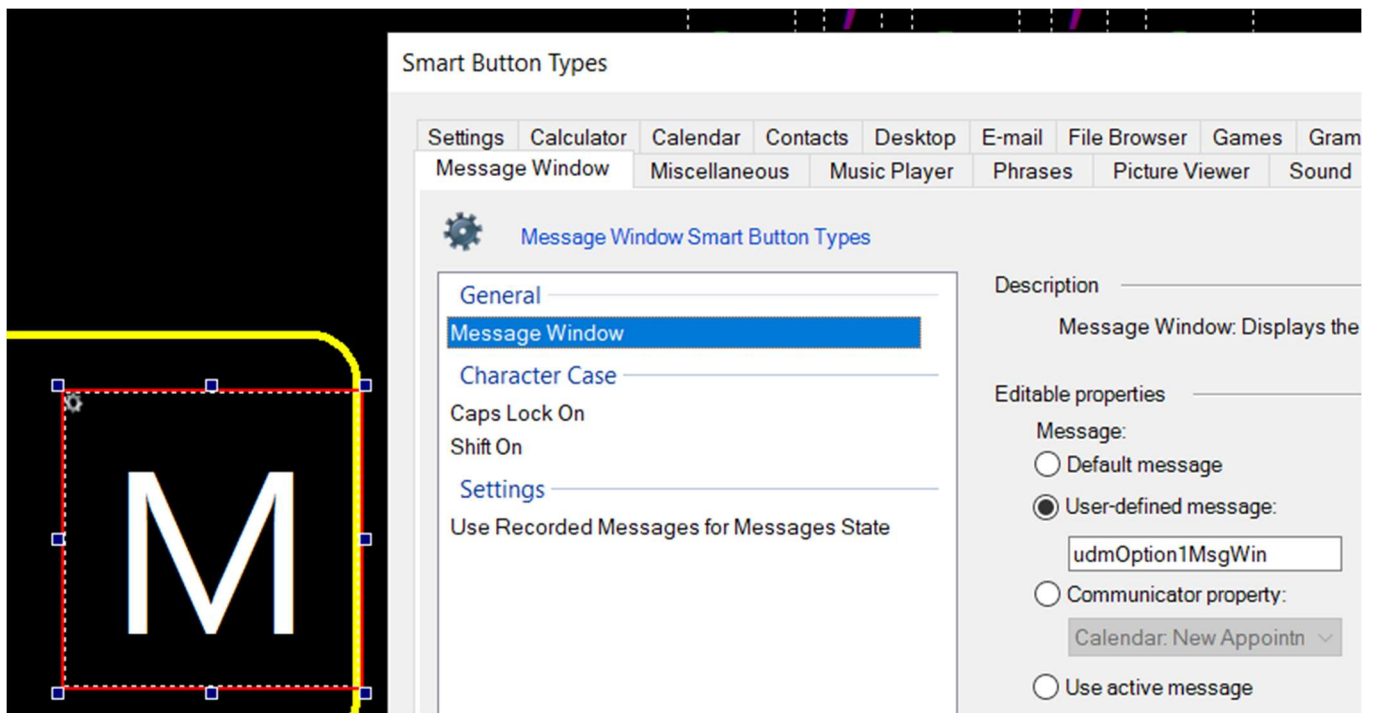 Smart Button Types
Settings Calculator Calendar Contacts Desktop E-mail File Browser Games Gram
Message Window Miscellaneous Music Player Phrases Picture Viewer Sound
Message Window Smart Button Types
General
Message Window
Character Case
Caps Lock On
Shift On
Settings
Use Recorded Messages for Messages State
Description
Message Window: Displays the
Editable properties
Message:
Default message
User-defined message:
udmOption1MsgWin
Communicator property:
Calendar: New Appointn
Use active message
M